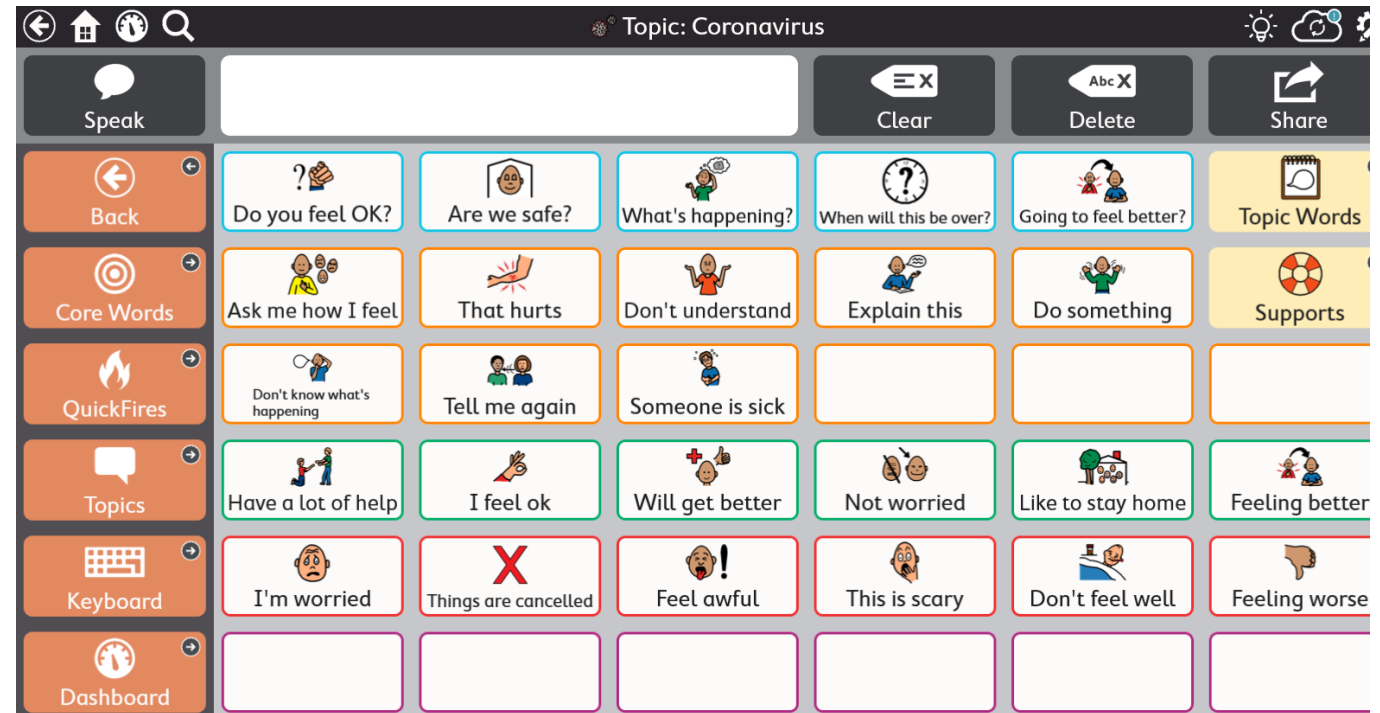 Topic: Coronavirus
Speak
Clear
Abc X
Delete
Share
Back
Do you feel OK?
Are we safe?
What's happening?
When will this be over?
Going to feel better?
Topic Words
Core Words
Ask me how I feel
That hurts
Don't understand
Explain this
Do something
Supports
QuickFires
Don't know what's
happening
Tell me again
Someone is sick
Topics
Have a lot of help
I feel ok
Will get better
Not worried
Like to stay home
Feeling better
Keyboard
I'm worried
Things are cancelled
Feel awful
This is scary
Don't feel well
Feeling worse
Dashboard